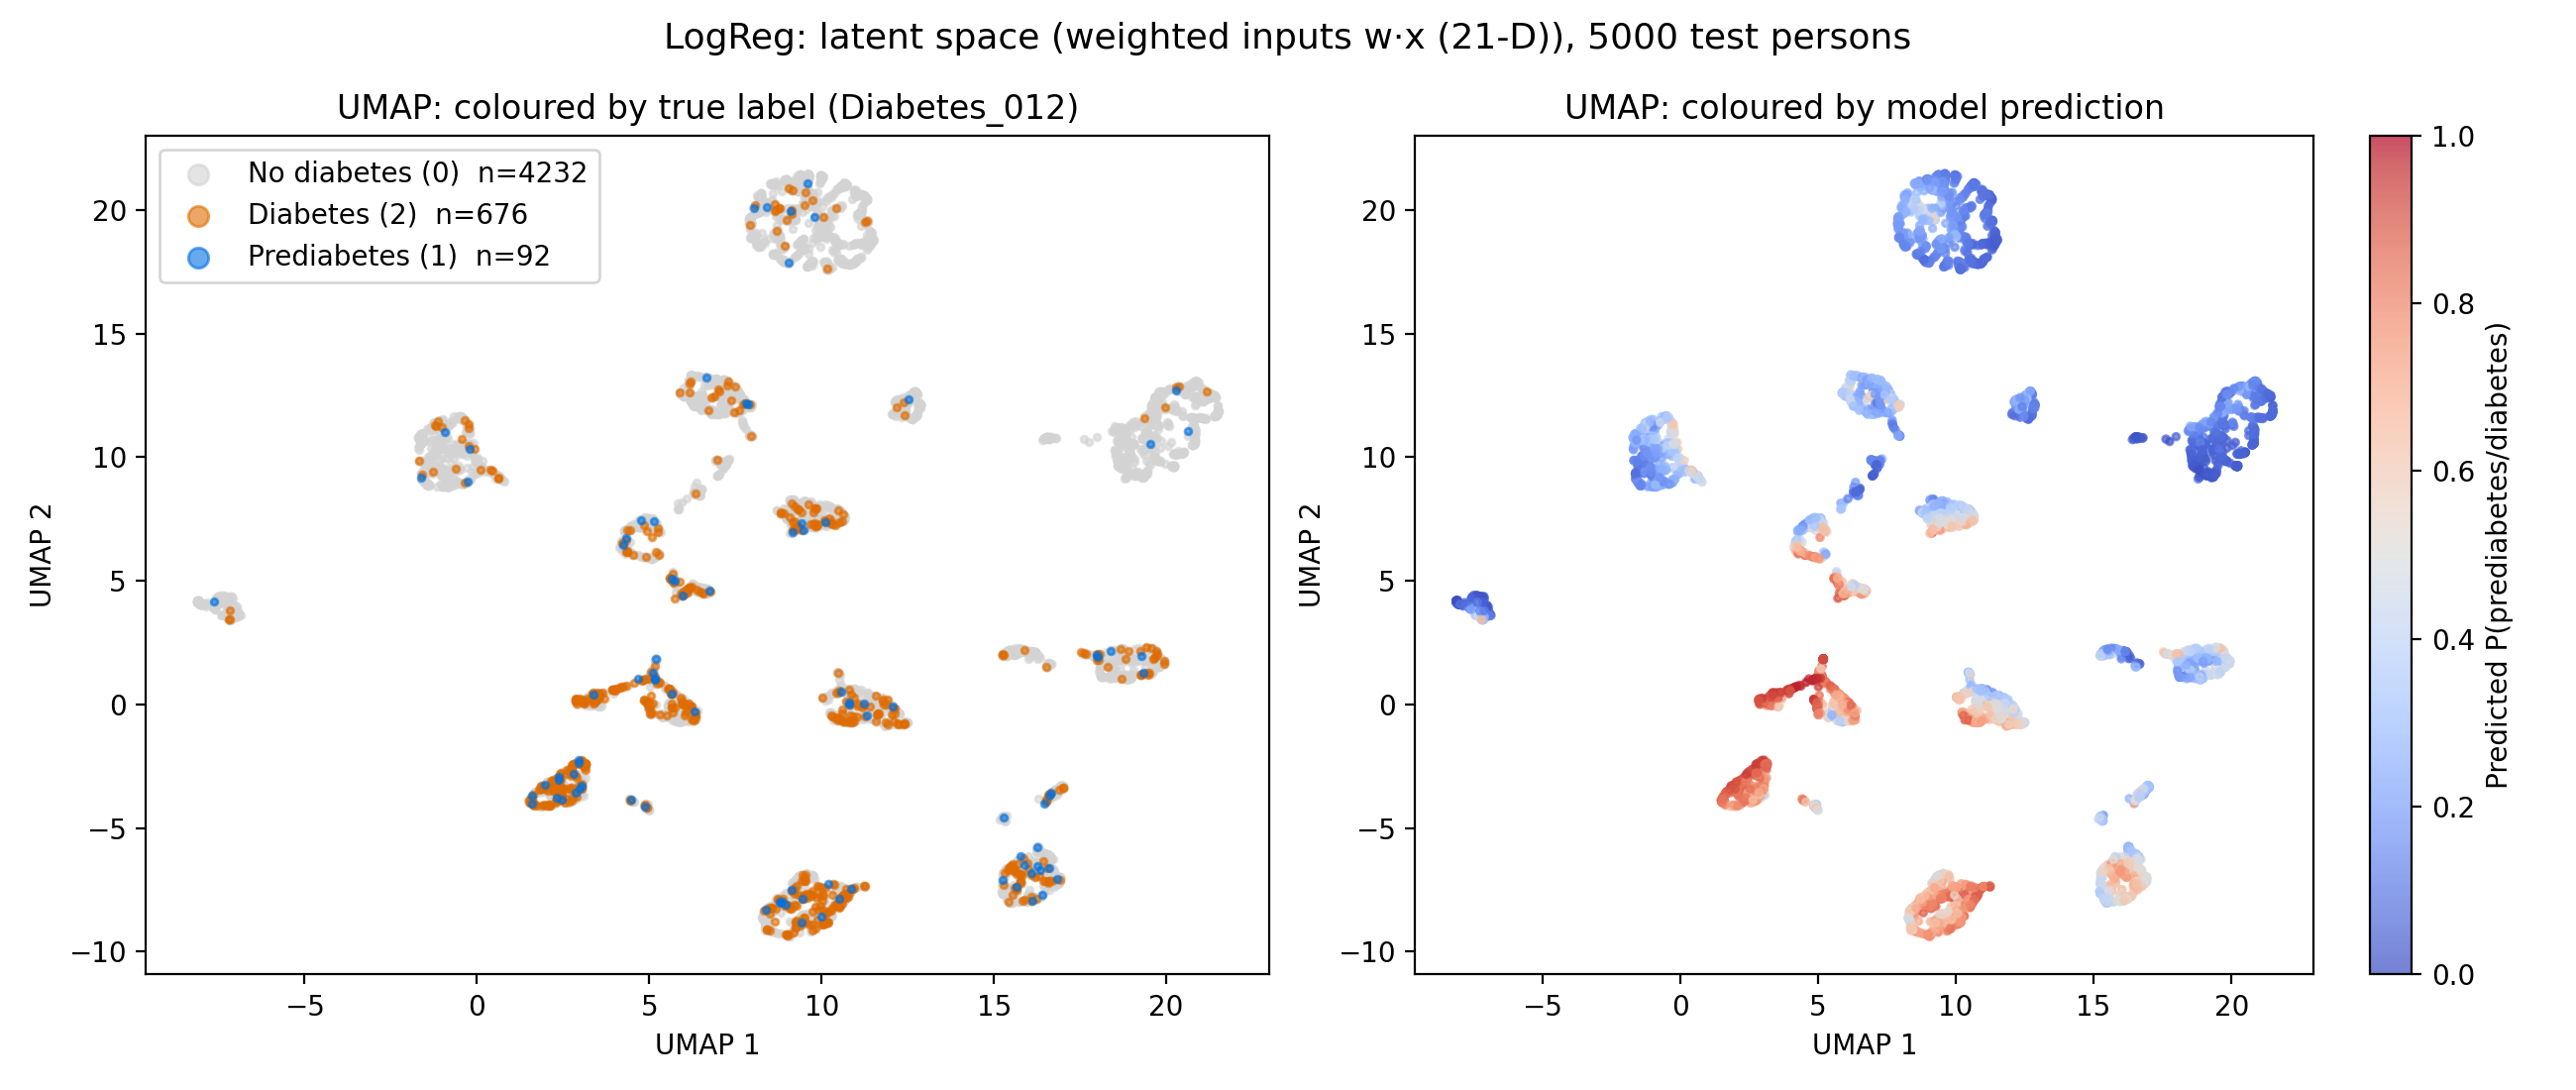 LogReg: latent space (weighted inputs w·x (21-D)), 5000 test persons
UMAP: coloured by true label (Diabetes_012)
No diabetes (0)  n=4232
Diabetes (2)  n=676
Prediabetes (1)  n=92
20
15
10
5
0
−5
−10
UMAP 2
−5
0
5
10
15
20
UMAP 1
UMAP: coloured by model prediction
20
15
10
5
0
−5
−10
UMAP 2
−5
0
5
10
15
20
UMAP 1
1.0
0.8
0.6
0.4
0.2
0.0
Predicted P(prediabetes/diabetes)